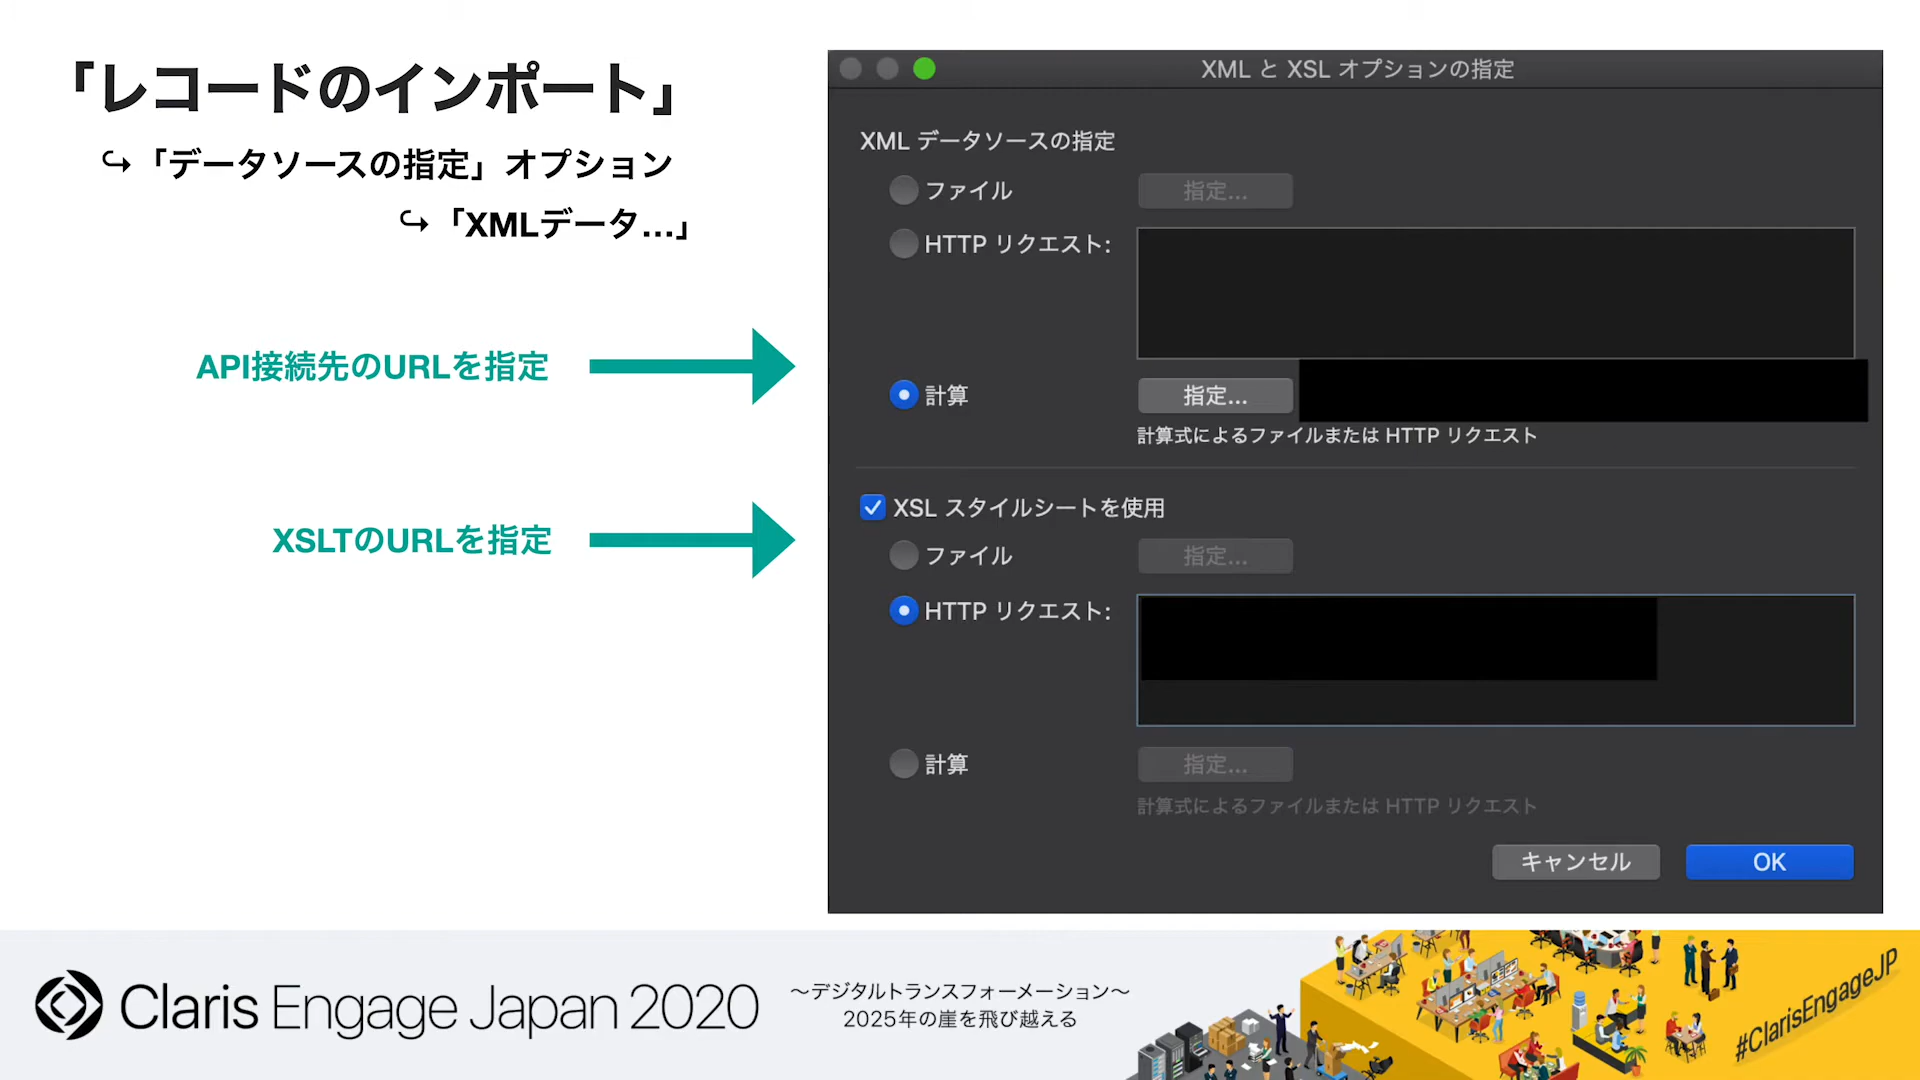 「レコードのインポート」
↪「データソースの指定」オプション
↪「XMLデータ...」
API接続先のURLを指定
XSLTのURLを指定
XML と XSL オプションの指定
XML データソースの指定
ファイル
指定...
HTTP リクエスト:
計算
指定...
計算式によるファイルまたは HTTP リクエスト
XSL スタイルシートを使用
ファイル
指定...
HTTP リクエスト:
計算
指定...
計算式によるファイルまたは HTTP リクエスト
キャンセル
OK
Claris Engage Japan 2020
〜デジタルトランスフォーメーション〜
2025年の崖を飛び越える
#ClarisEngageJP